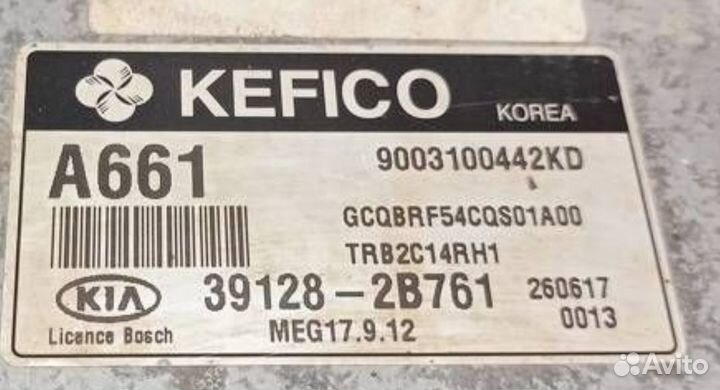 KEFICO KOREA
A661 9003100442KD
GCQBRF54CQS01A00
TRB2C14RH1
KIA 39128-2B761 260617
Licence Bosch MEG17.9.12 0013
Avito